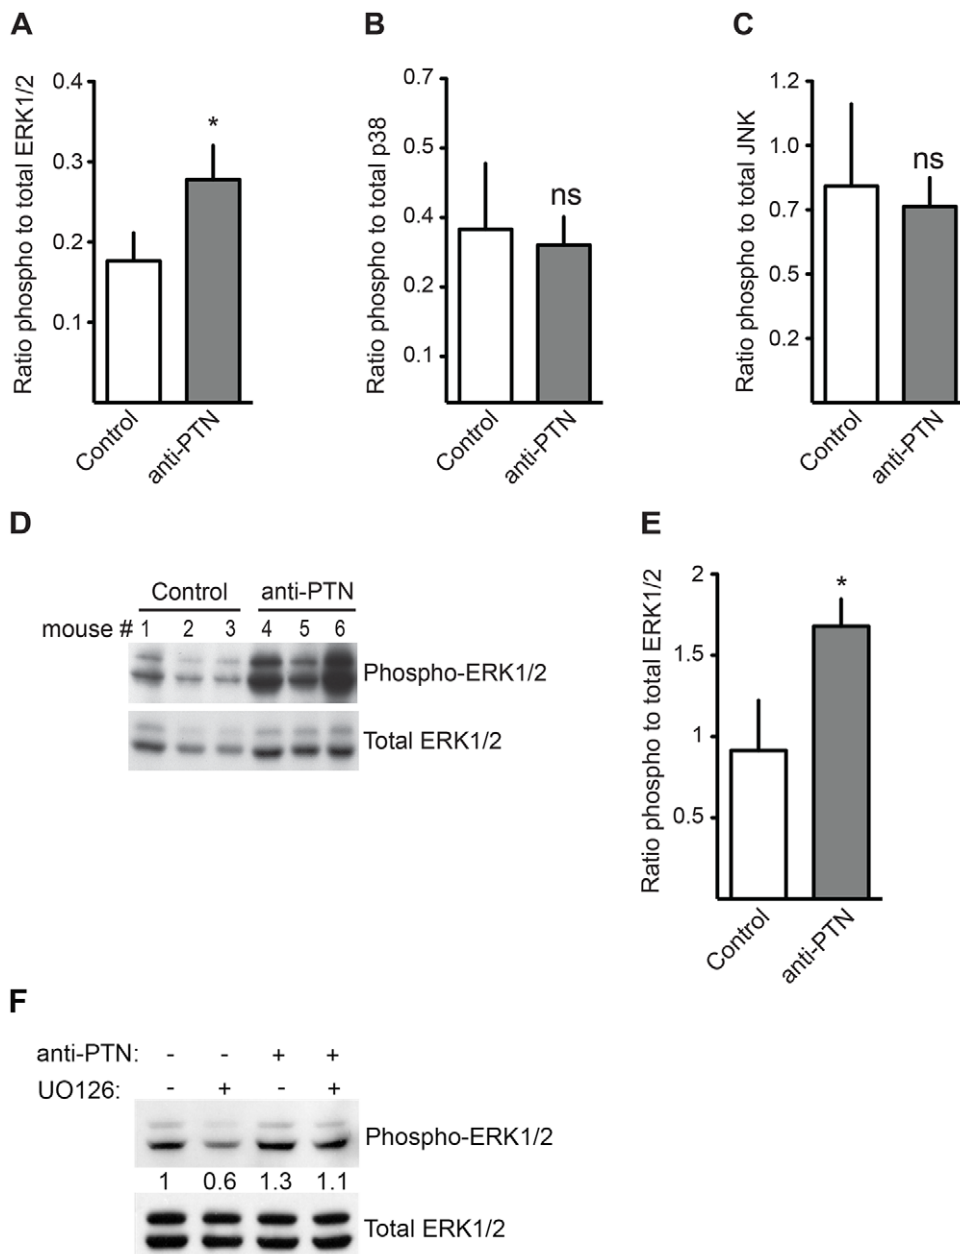 A
Ratio phospho to total ERK1/2
0.4
0.3
0.2
0.1
*
Control
anti-PTN
B
Ratio phospho to total p38
0.7
0.5
0.4
0.2
0.1
ns
Control
anti-PTN
C
Ratio phospho to total JNK
1.2
1.0
0.7
0.5
0.2
ns
Control
anti-PTN
D
Control anti-PTN
mouse # 1 2 3 4 5 6
Phospho-ERK1/2
Total ERK1/2
E
Ratio phospho to total ERK1/2
2
1.5
1
0.5
*
Control
anti-PTN
F
anti-PTN: - - + +
UO126: - + - +
Phospho-ERK1/2
1 0.6 1.3 1.1
Total ERK1/2